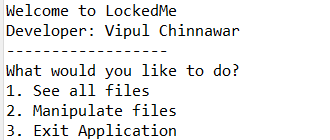 Welcome to LockedMe
Developer: Vipul Chinnawar
-----------------
What would you like to do?
1. See all files
2. Manipulate files
3. Exit Application